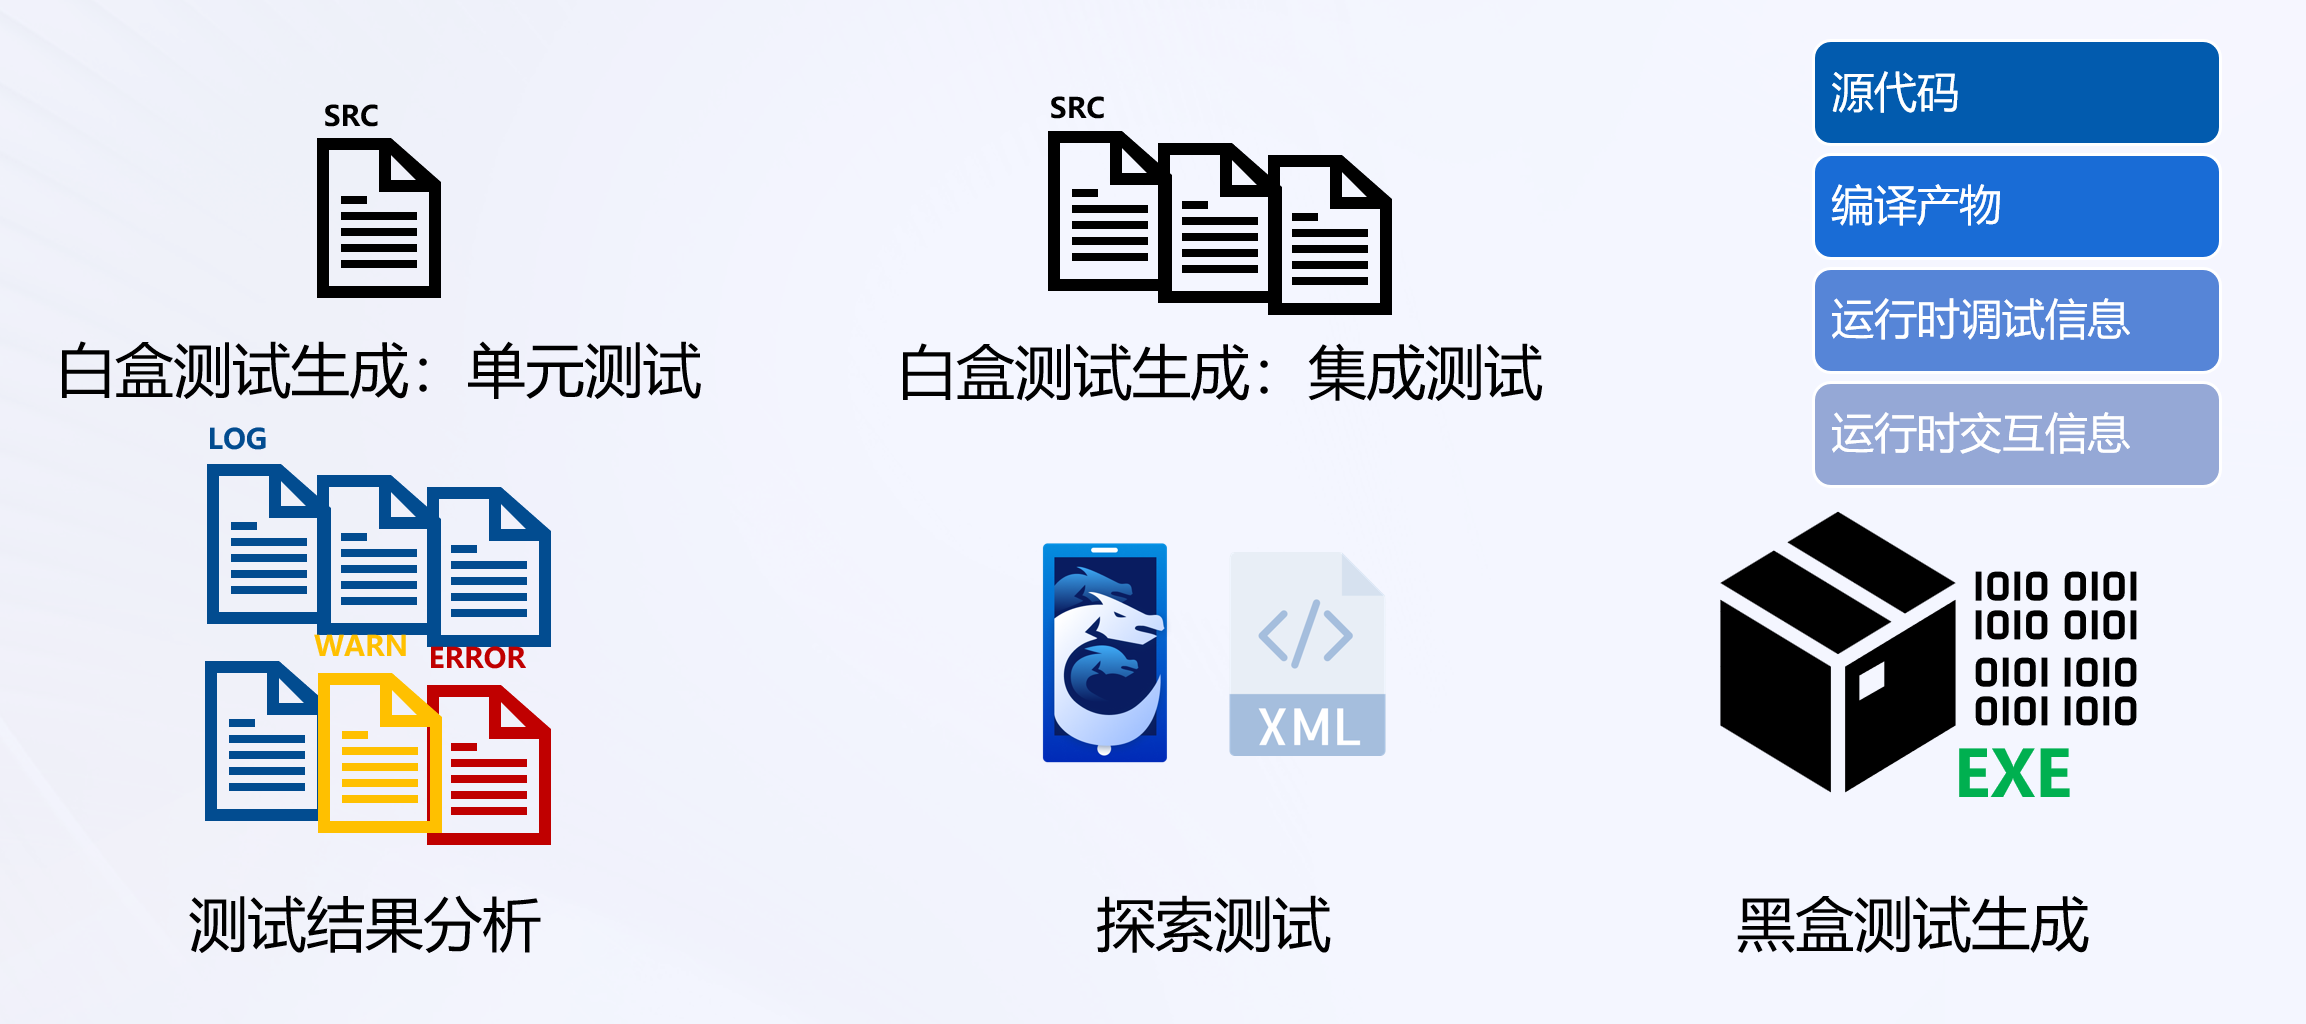 SRC
白盒测试生成：单元测试
SRC
白盒测试生成：集成测试
源代码
编译产物
运行时调试信息
运行时交互信息
LOG
WARN
ERROR
测试结果分析
XML
探索测试
1010 0101
1010 0101
0101 1010
0101 1010
EXE
黑盒测试生成